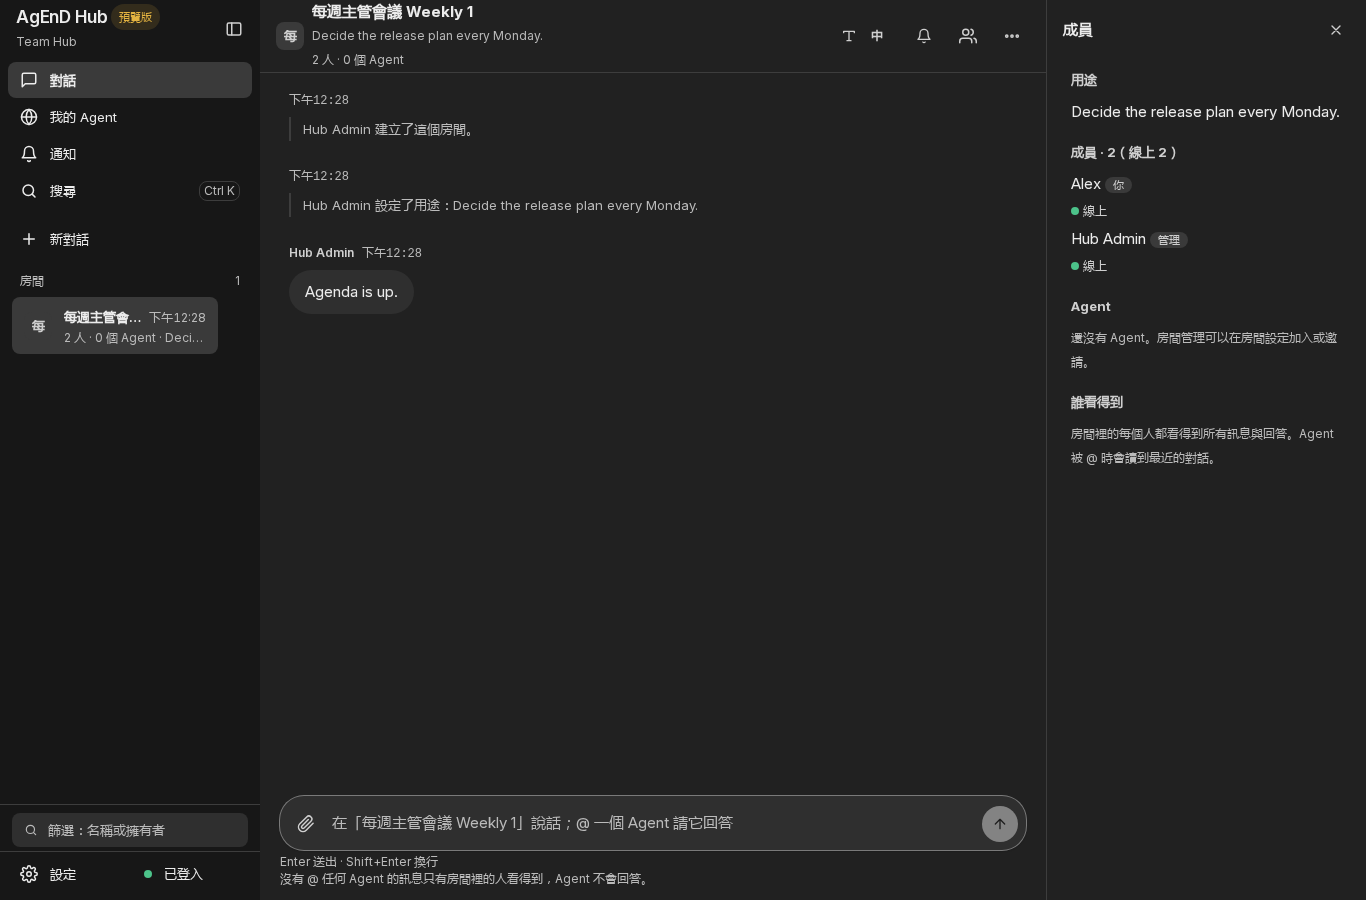 AgEnD Hub 預覽版
Team Hub
對話
我的 Agent
通知
搜尋 Ctrl K
新對話
房間 1
每 每週主管會… 下午12:28
2 人 · 0 個 Agent · Deci…
篩選：名稱或擁有者
設定 已登入
每 每週主管會議 Weekly 1
Decide the release plan every Monday.
2 人 · 0 個 Agent
中
下午12:28
Hub Admin 建立了這個房間。
下午12:28
Hub Admin 設定了用途：Decide the release plan every Monday.
Hub Admin 下午12:28
Agenda is up.
在「每週主管會議 Weekly 1」說話；@ 一個 Agent 請它回答
Enter 送出 · Shift+Enter 換行
沒有 @ 任何 Agent 的訊息只有房間裡的人看得到，Agent 不會回答。
成員
用途
Decide the release plan every Monday.
成員 · 2（線上 2）
Alex 你
線上
Hub Admin 管理
線上
Agent
還沒有 Agent。房間管理可以在房間設定加入或邀
請。
誰看得到
房間裡的每個人都看得到所有訊息與回答。Agent
被 @ 時會讀到最近的對話。